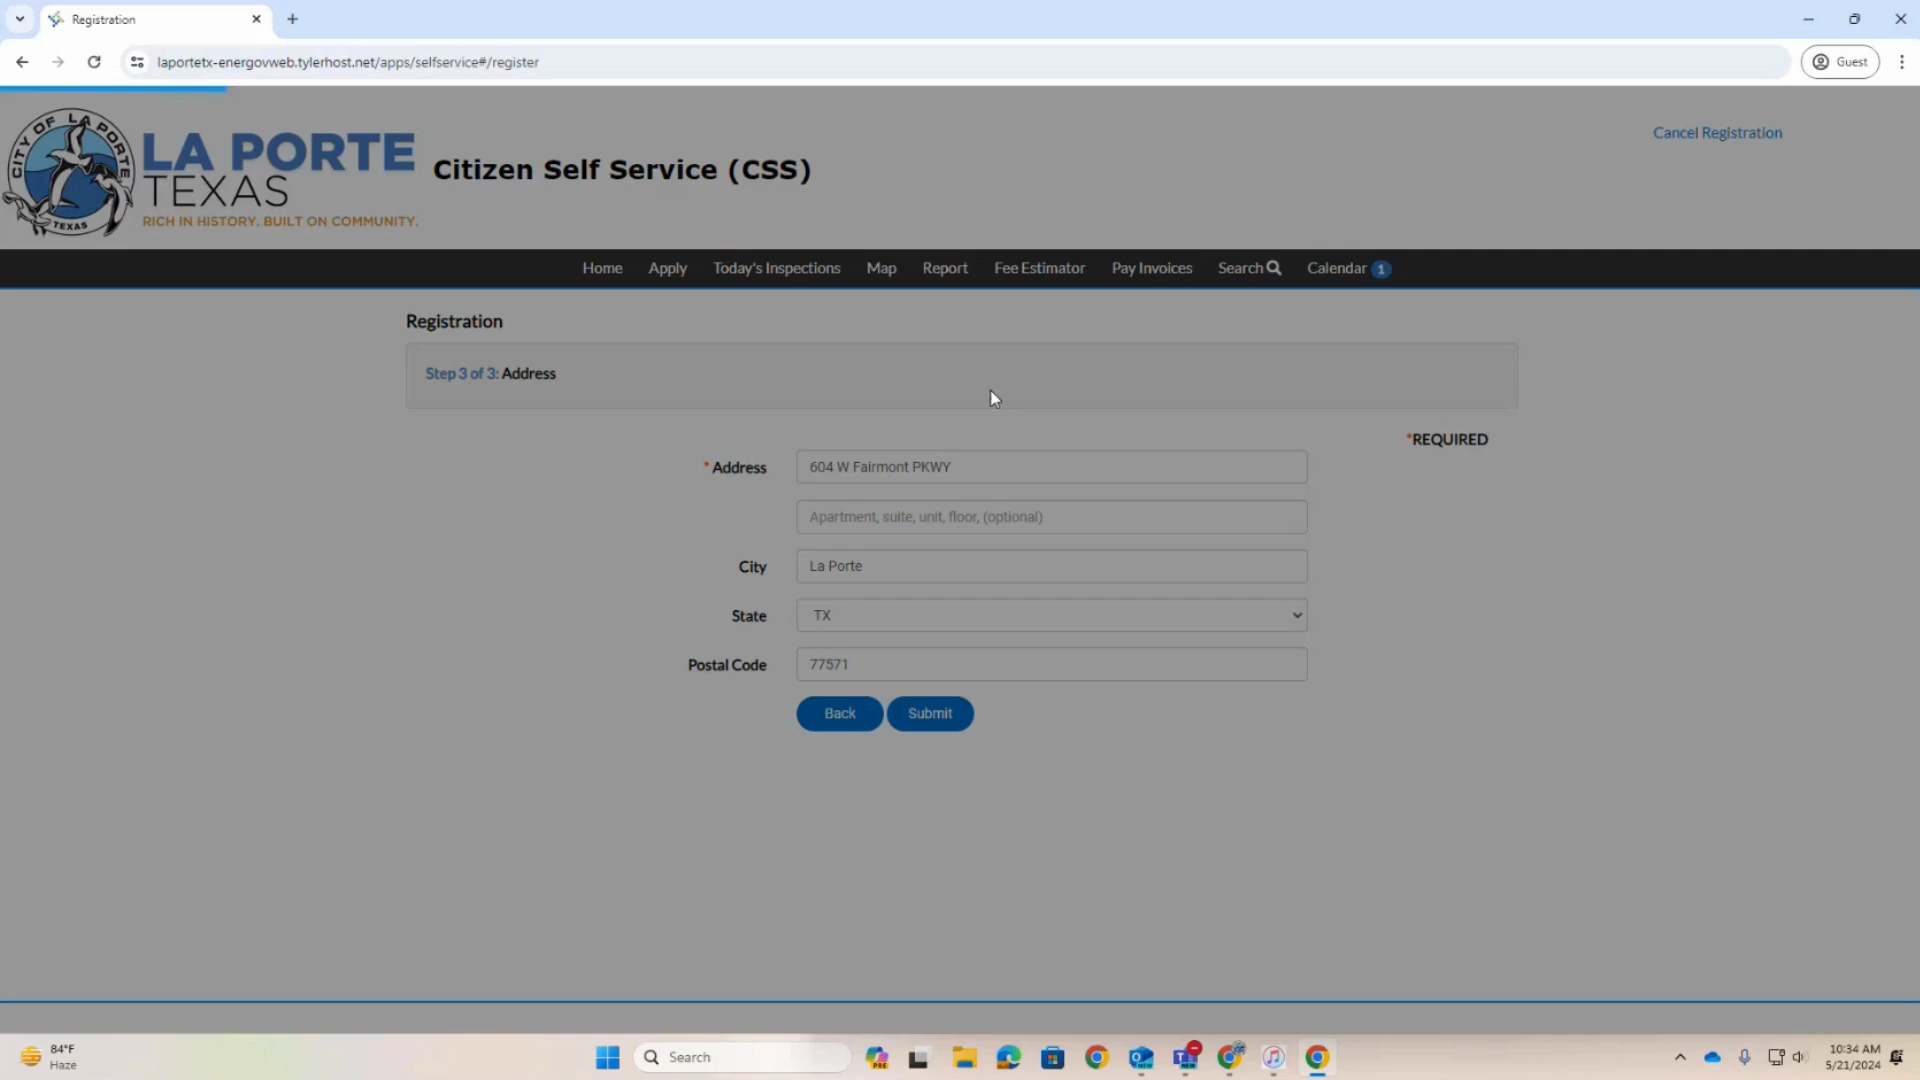 Registration
laportetx-energovweb.tylerhost.net/apps/selfservice#/register
Guest
CITY OF LA PORTE
TEXAS
LA PORTE
TEXAS
RICH IN HISTORY. BUILT ON COMMUNITY.
Citizen Self Service (CSS)
Cancel Registration
Home Apply Today's Inspections Map Report Fee Estimator Pay Invoices Search Calendar 1
Registration
Step 3 of 3: Address
*REQUIRED
* Address 604 W Fairmont PKWY
Apartment, suite, unit, floor, (optional)
City La Porte
State TX
Postal Code 77571
Back Submit
84°F
Haze
Search
PRE
NEW
NEW
10:34 AM
5/21/2024